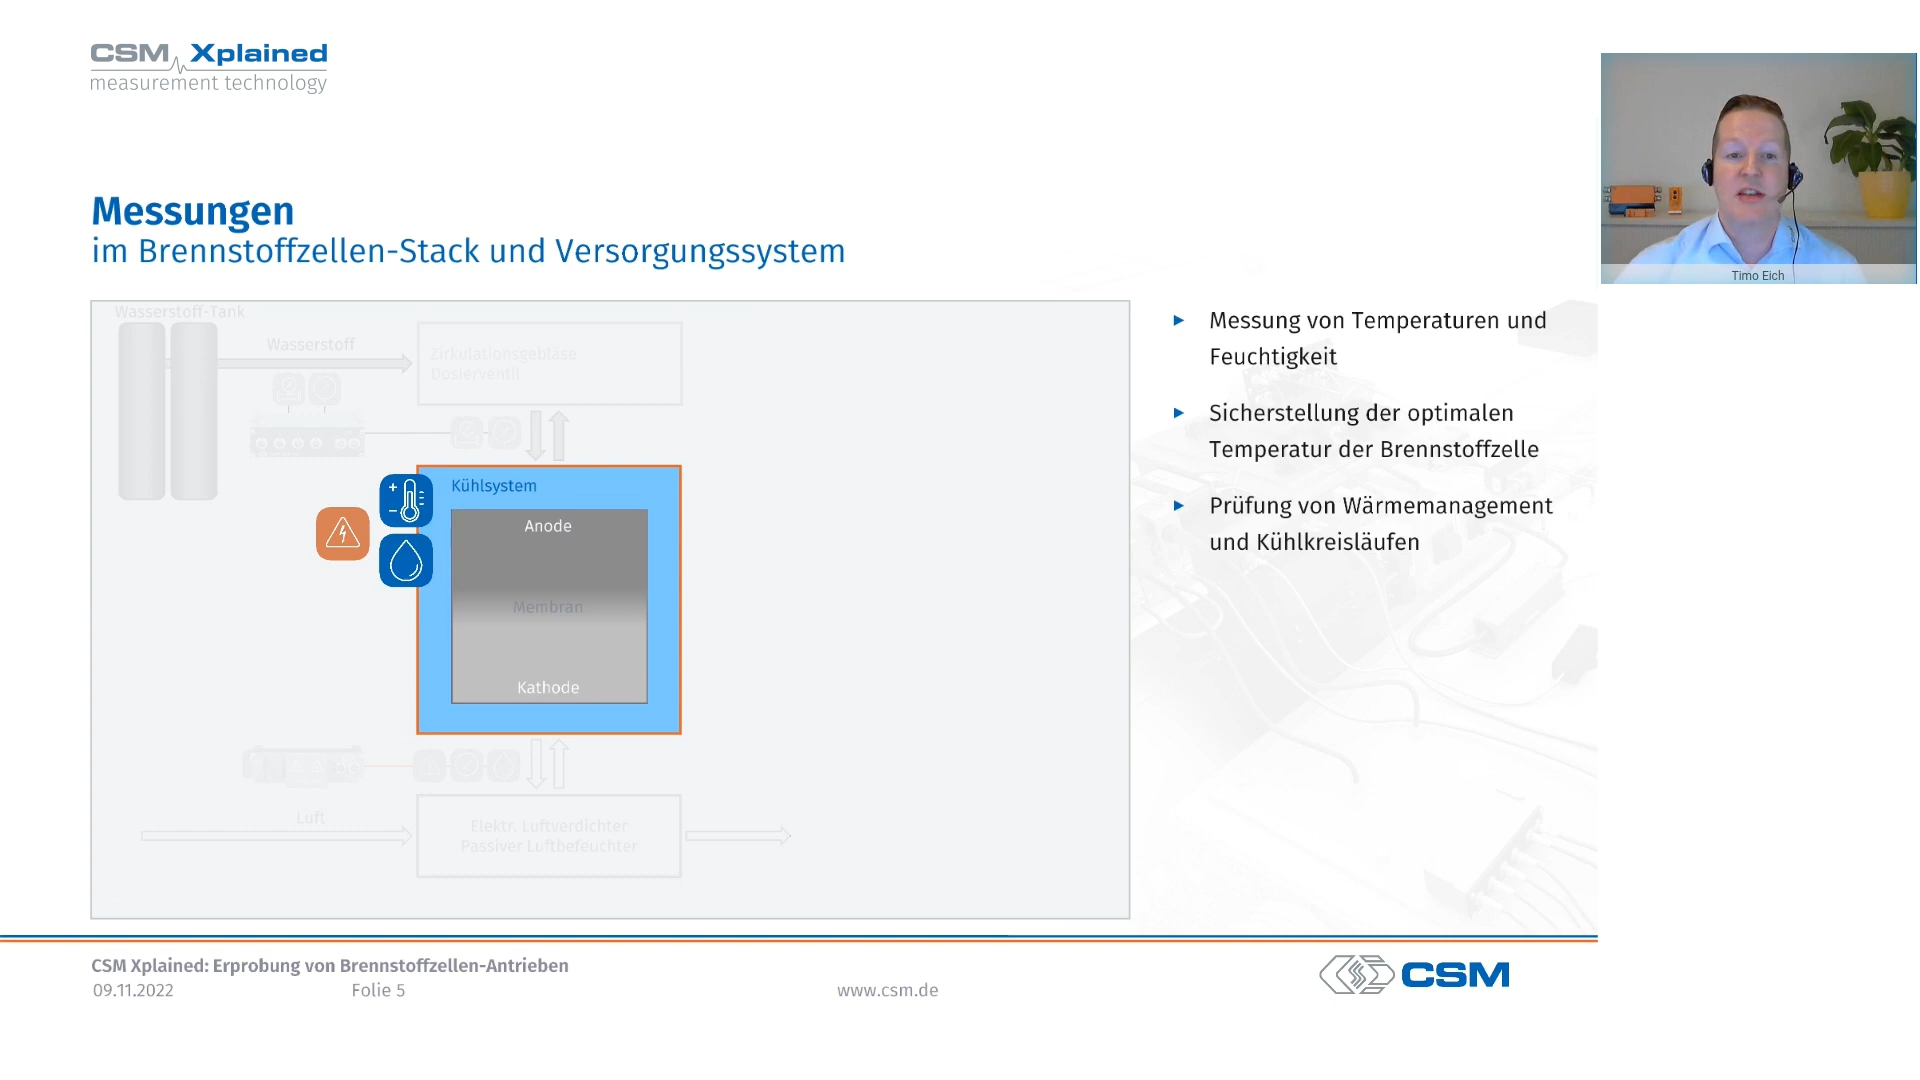 CSM Xplained
measurement technology
Messungen
im Brennstoffzellen-Stack und Versorgungssystem
Wasserstoff-Tank
Wasserstoff
Zirkulationsgebläse
Dosierventil
Kühlsystem
Anode
Membran
Kathode
Luft
Elektr. Luftverdichter
Passiver Luftbefeuchter
Messung von Temperaturen und
Feuchtigkeit
Sicherstellung der optimalen
Temperatur der Brennstoffzelle
Prüfung von Wärmemanagement
und Kühlkreisläufen
Timo Eich
CSM Xplained: Erprobung von Brennstoffzellen-Antrieben
09.11.2022
Folie 5
www.csm.de
CSM